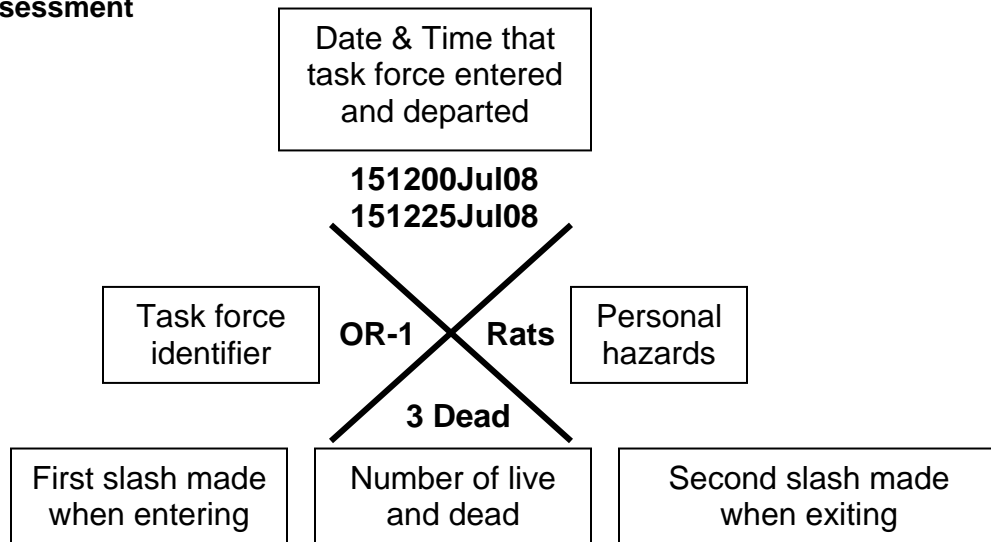 sessment
Date & Time that
task force entered
and departed
151200Jul08
151225Jul08
Task force
identifier
OR-1
Rats
Personal
hazards
3 Dead
First slash made
when entering
Number of live
and dead
Second slash made
when exiting